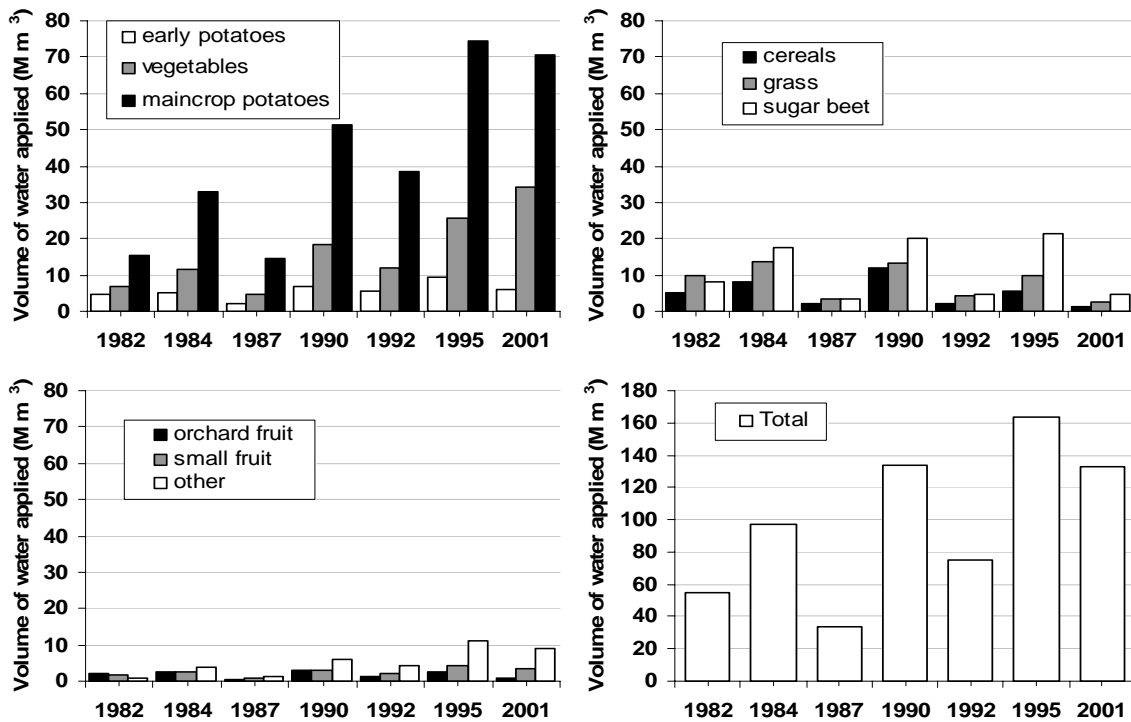 Volume of water applied (M m ³)
80
70
60
50
40
30
20
10
0
early potatoes
vegetables
maincrop potatoes
1982 1984 1987 1990 1992 1995 2001
Volume of water applied (M m ³)
80
70
60
50
40
30
20
10
0
cereals
grass
sugar beet
1982 1984 1987 1990 1992 1995 2001
Volume of water applied (M m ³)
80
70
60
50
40
30
20
10
0
orchard fruit
small fruit
other
1982 1984 1987 1990 1992 1995 2001
Volume of water applied (M m ³)
180
160
140
120
100
80
60
40
20
0
Total
1982 1984 1987 1990 1992 1995 2001